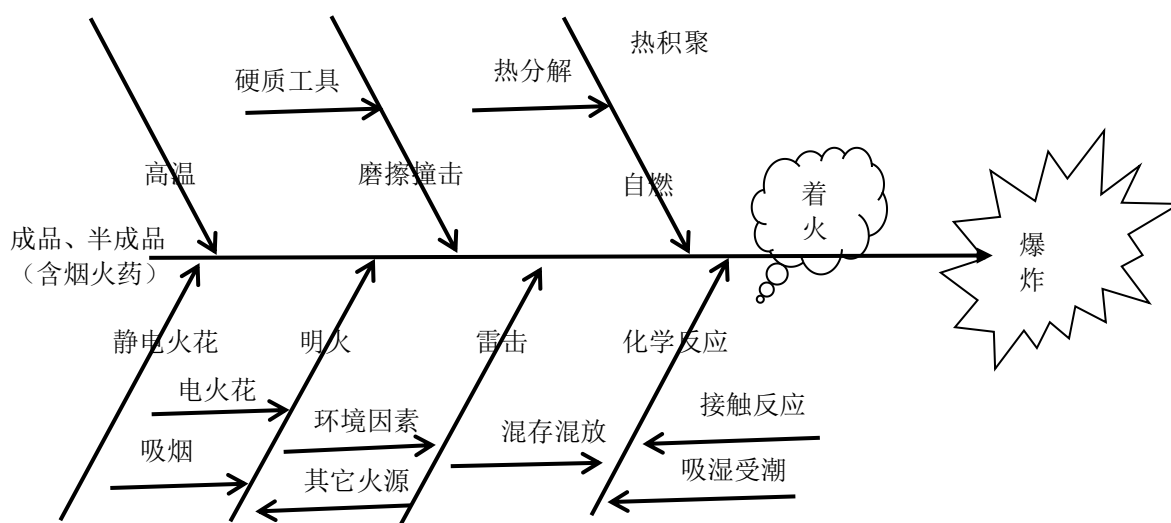 热积聚
热分解
硬质工具
高温
磨擦撞击
自燃
着
火
成品、半成品
（含烟火药）
爆
炸
静电火花
明火
雷击
化学反应
电火花
接触反应
环境因素
混存混放
吸烟
吸湿受潮
其它火源